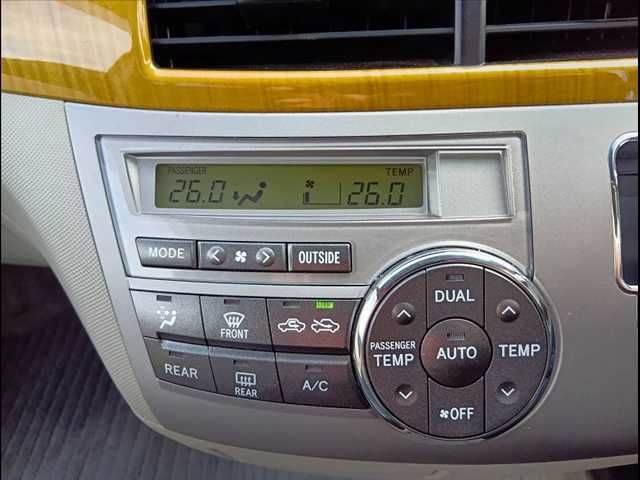 PASSENGER TEMP
26.0 26.0
MODE OUTSIDE
DUAL
FRONT
PASSENGER
TEMP AUTO TEMP
REAR REAR A/C
OFF